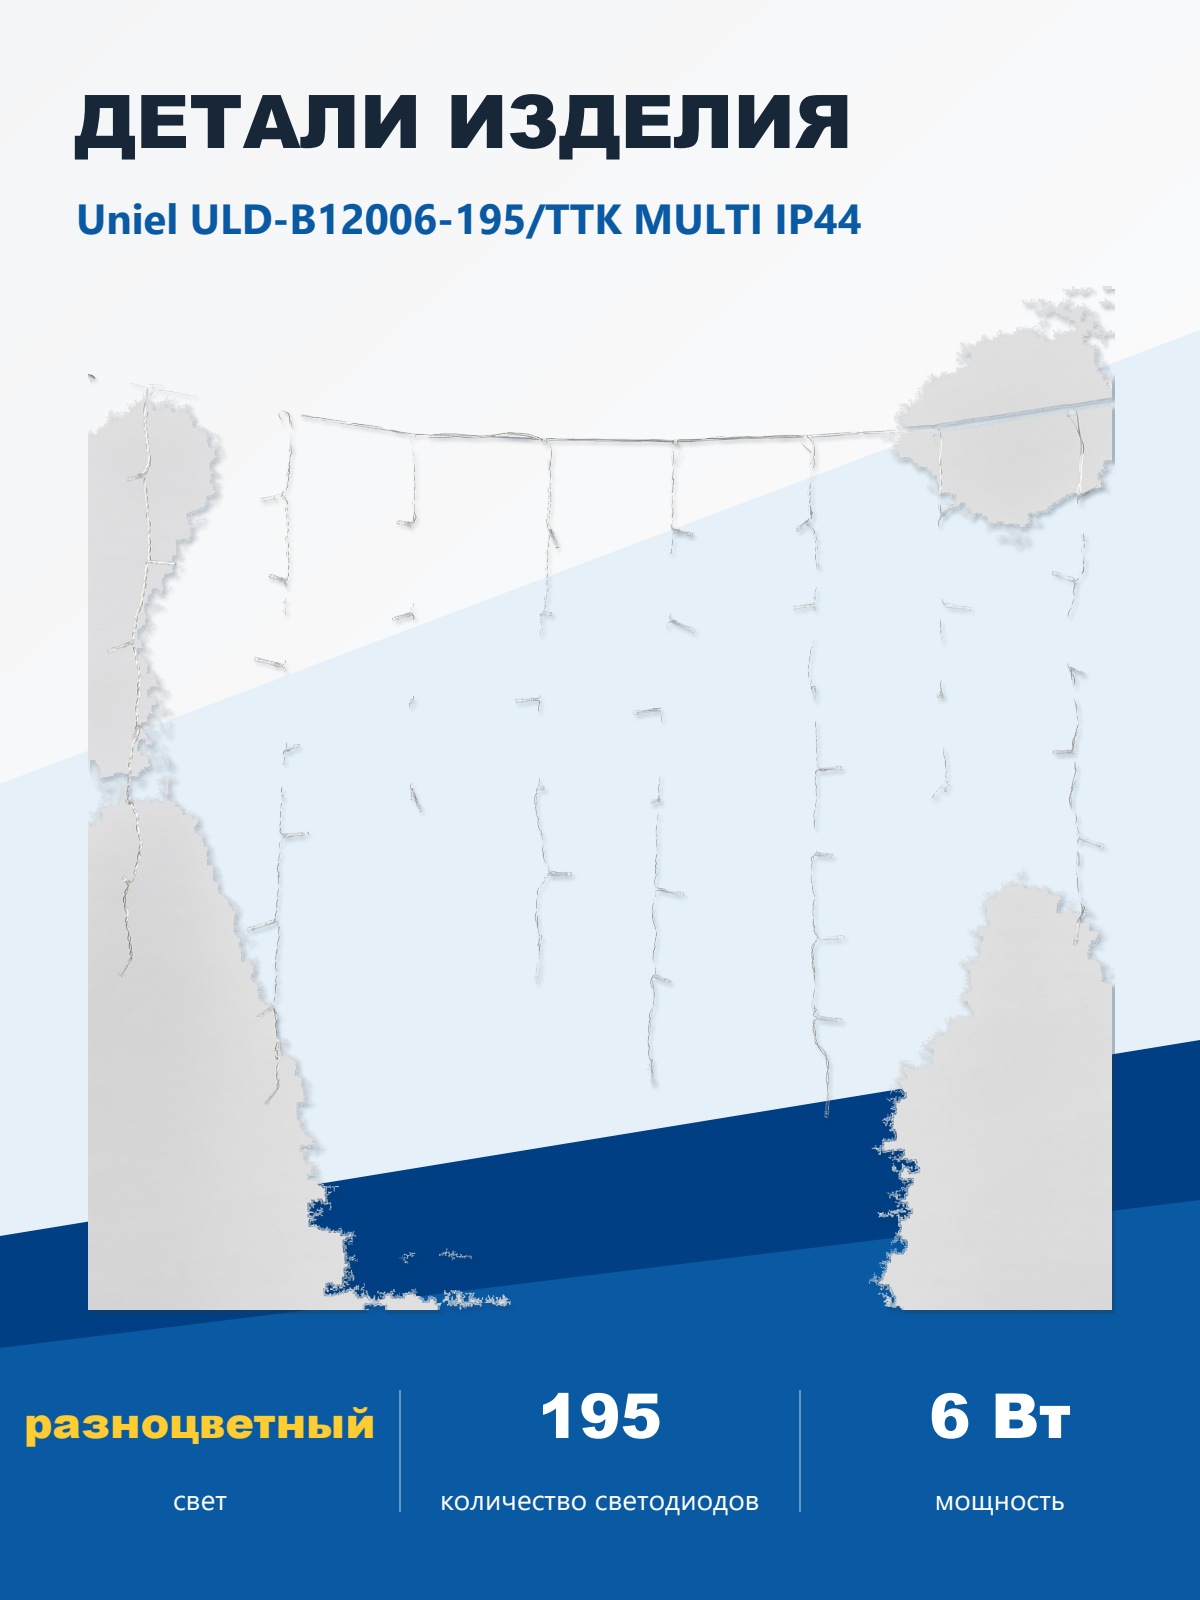 ДЕТАЛИ ИЗДЕЛИЯ
Uniel ULD-B12006-195/TTK MULTI IP44
разноцветный
свет
195
количество светодиодов
6 Вт
мощность